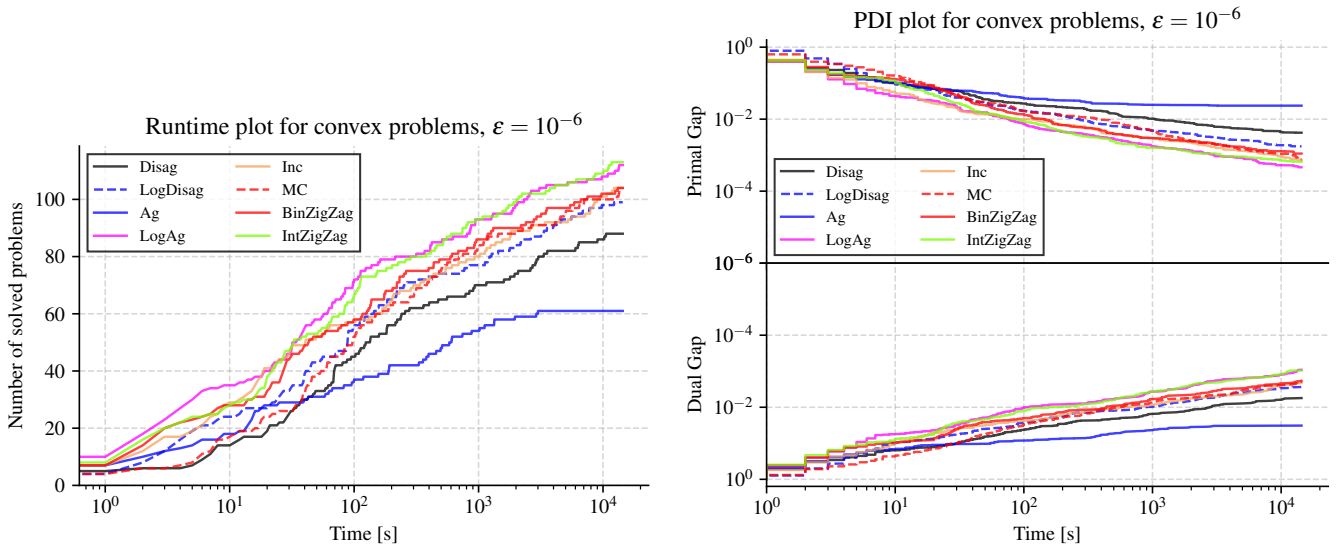 Runtime plot for convex problems, ε = 10⁻⁶
Number of solved problems
100
80
60
40
20
0
Disag
LogDisag
Ag
LogAg
Inc
MC
BinZigZag
IntZigZag
10⁰ 10¹ 10² 10³ 10⁴
Time [s]
PDI plot for convex problems, ε = 10⁻⁶
Primal Gap
10⁰
10⁻²
10⁻⁴
10⁻⁶
Disag
LogDisag
Ag
LogAg
Inc
MC
BinZigZag
IntZigZag
Dual Gap
10⁻⁴
10⁻²
10⁰
10⁰ 10¹ 10² 10³ 10⁴
Time [s]